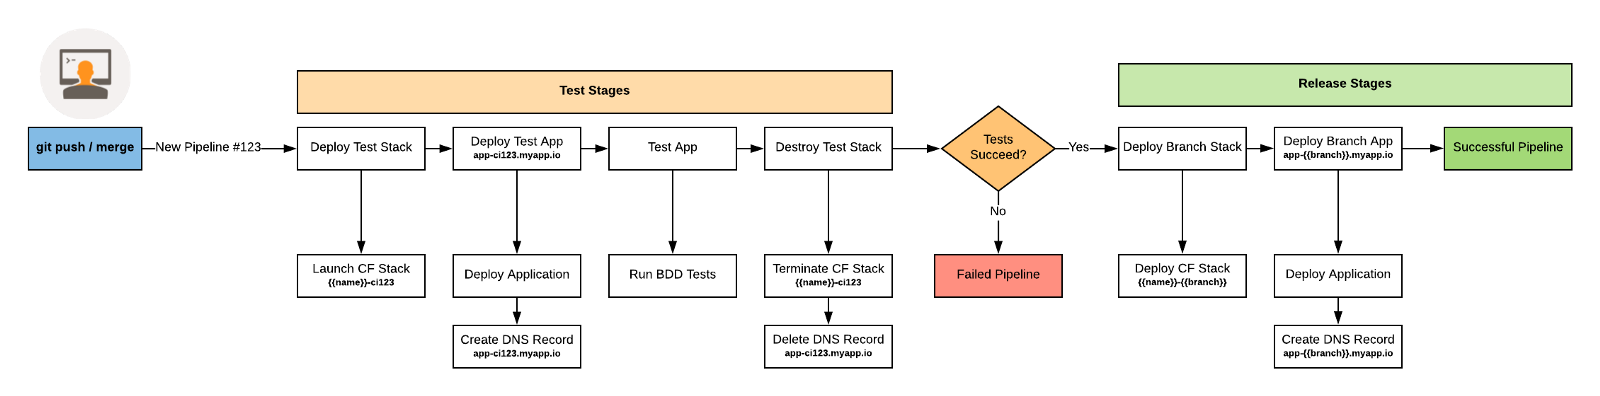 Test Stages
Release Stages
git push / merge
New Pipeline #123
Deploy Test Stack
Deploy Test App
app-ci123.myapp.io
Test App
Destroy Test Stack
Tests
Succeed?
Yes
Deploy Branch Stack
Deploy Branch App
app-{{branch}}.myapp.io
Successful Pipeline
No
Launch CF Stack
{{name}}-ci123
Deploy Application
Run BDD Tests
Terminate CF Stack
{{name}}-ci123
Failed Pipeline
Deploy CF Stack
{{name}}-{{branch}}
Deploy Application
Create DNS Record
app-ci123.myapp.io
Delete DNS Record
app-ci123.myapp.io
Create DNS Record
app-{{branch}}.myapp.io